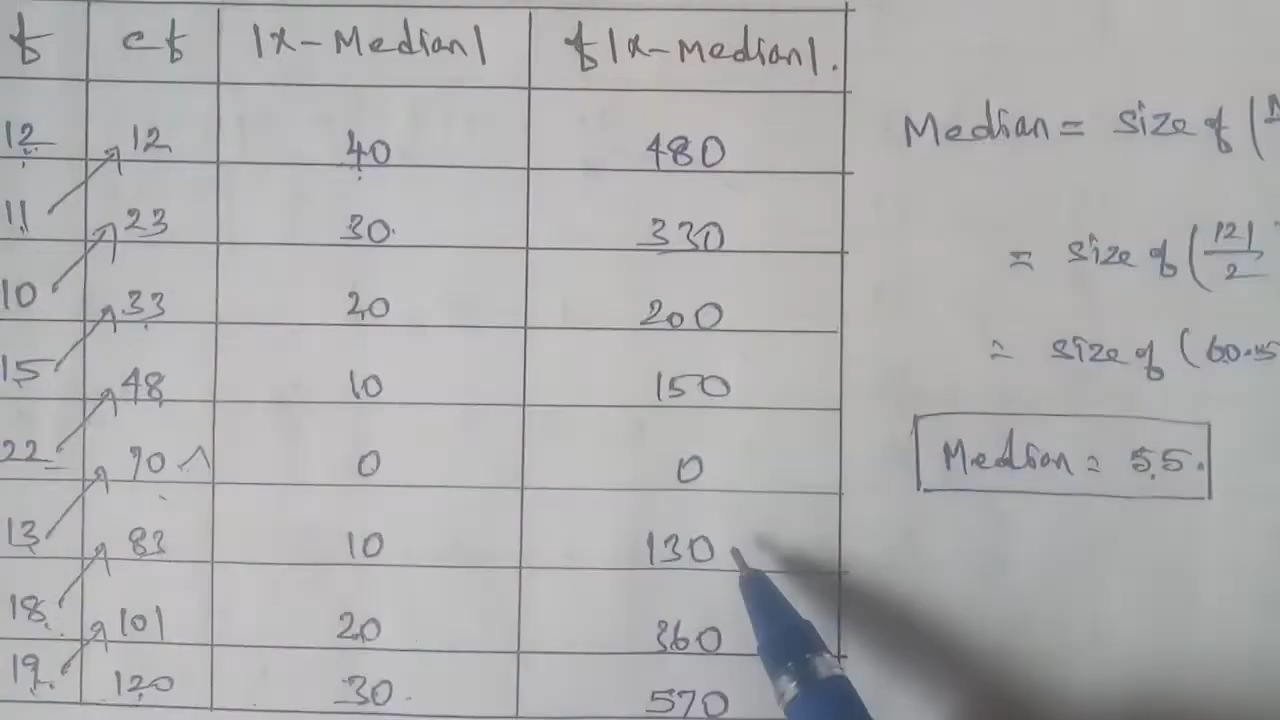 f cf |x-Median| f|x-Median|.
12 12 40 480
11 23 30. 330
10 33 20 200
15 48 10 150
22 70 0 0
13 83 10 130
18 101 20 360
19 120 30. 570
Median = size of (
= size of (121/2
= size of (60.5
Median = 55.